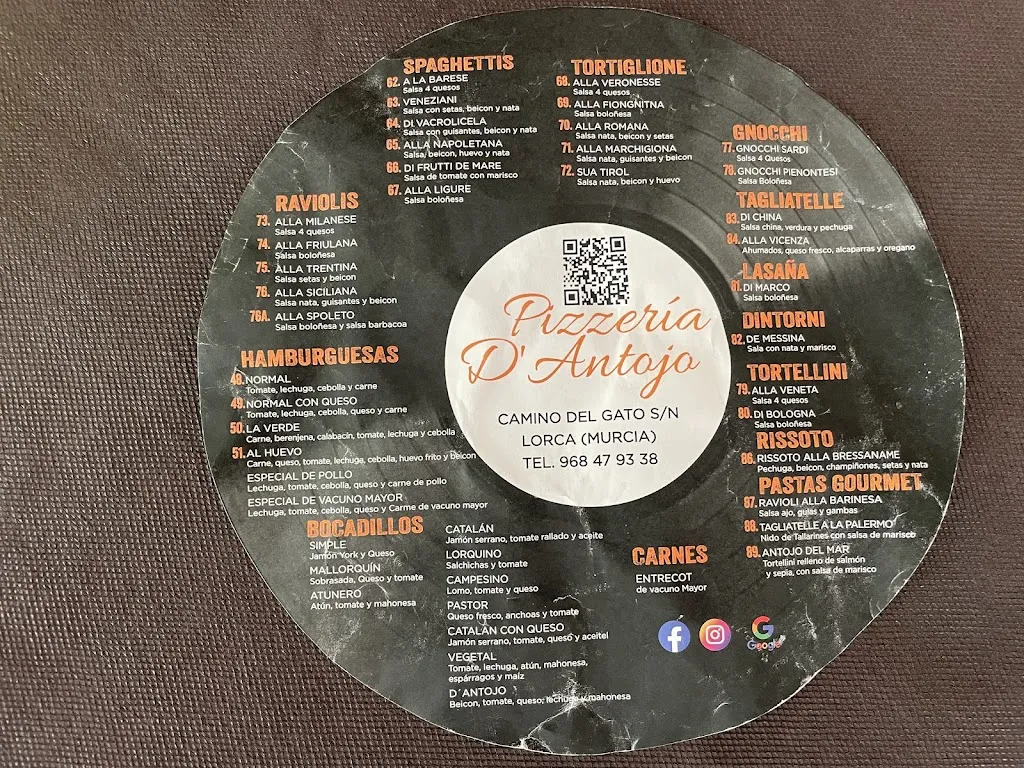 SPAGHETTIS
62. A LA BARESE
Salsa 4 quesos
63. VENEZIANI
Salsa con setas, beicon y nata
64. DI VACROLICELA
Salsa con guisantes, beicon y nata
65. ALLA NAPOLETANA
Salsa, beicon, huevo y nata
66. DI FRUTTI DE MARE
Salsa de tomate con marisco
67. ALLA LIGURE
Salsa boloñesa
TORTIGLIONE
68. ALLA VERONESSE
Salsa 4 quesos
69. ALLA FIONGNITNA
Salsa boloñesa
70. ALLA ROMANA
Salsa nata, beicon y setas
71. ALLA MARCHIGIONA
Salsa nata, guisantes y beicon
72. SUA TIROL
Salsa nata, beicon y huevo
GNOCCHI
77. GNOCCHI SARDI
Salsa 4 Quesos
78. GNOCCHI PIENONTESI
Salsa Boloñesa
TAGLIATELLE
83. DI CHINA
Salsa china, verdura y pechuga
84. ALLA VICENZA
Ahumados, queso fresco, alcaparras y oregano
LASAÑA
81. DI MARCO
Salsa boloñesa
DINTORNI
82. DE MESSINA
Sala con nata y marisco
TORTELLINI
79. ALLA VENETA
Salsa 4 quesos
80. DI BOLOGNA
Salsa boloñesa
RISSOTO
86. RISSOTO ALLA BRESSANAME
Pechuga, beicon, champiñones, setas y nata
PASTAS GOURMET
87. RAVIOLI ALLA BARINESA
Salsa ajo, gulas y gambas
88. TAGLIATELLE A LA PALERMO
Nido de Tallarines con salsa de marisco
89. ANTOJO DEL MAR
Tortellini relleno de salmón
y sepia, con salsa de marisco
RAVIOLIS
73. ALLA MILANESE
Salsa 4 quesos
74. ALLA FRIULANA
Salsa boloñesa
75. ALLA TRENTINA
Salsa setas y beicon
76. ALLA SICILIANA
Salsa nata, guisantes y beicon
76A. ALLA SPOLETO
Salsa boloñesa y salsa barbacoa
HAMBURGUESAS
48. NORMAL
Tomate, lechuga, cebolla y carne
49. NORMAL CON QUESO
Tomate, lechuga, cebolla, queso y carne
50. LA VERDE
Carne, berenjena, calabacín, tomate, lechuga y cebolla
51. AL HUEVO
Carne, queso, tomate, lechuga, cebolla, huevo frito y beicon
ESPECIAL DE POLLO
Lechuga, tomate, cebolla, queso y carne de pollo
ESPECIAL DE VACUNO MAYOR
Lechuga, tomate, cebolla, queso y Carme de vacuno mayor
BOCADILLOS
SIMPLE
Jamón York y Queso
MALLORQUÍN
Sobrasada, Queso y tomate
ATUNERO
Atún, tomate y mahonesa
CATALÁN
Jamón serrano, tomate rallado y aceite
LORQUINO
Salchichas y tomate
CAMPESINO
Lomo, tomate y queso
PASTOR
Queso fresco, anchoas y tomate
CATALÁN CON QUESO
Jamón serrano, tomate, queso y aceitel
VEGETAL
Tomate, lechuga, atún, mahonesa,
espárragos y maíz
D´ANTOJO
Beicon, tomate, queso, lechuga y mahonesa
CARNES
ENTRECOT
de vacuno Mayor
Google
Pizzería
D'Antojo
CAMINO DEL GATO S/N
LORCA (MURCIA)
TEL. 968 47 93 38